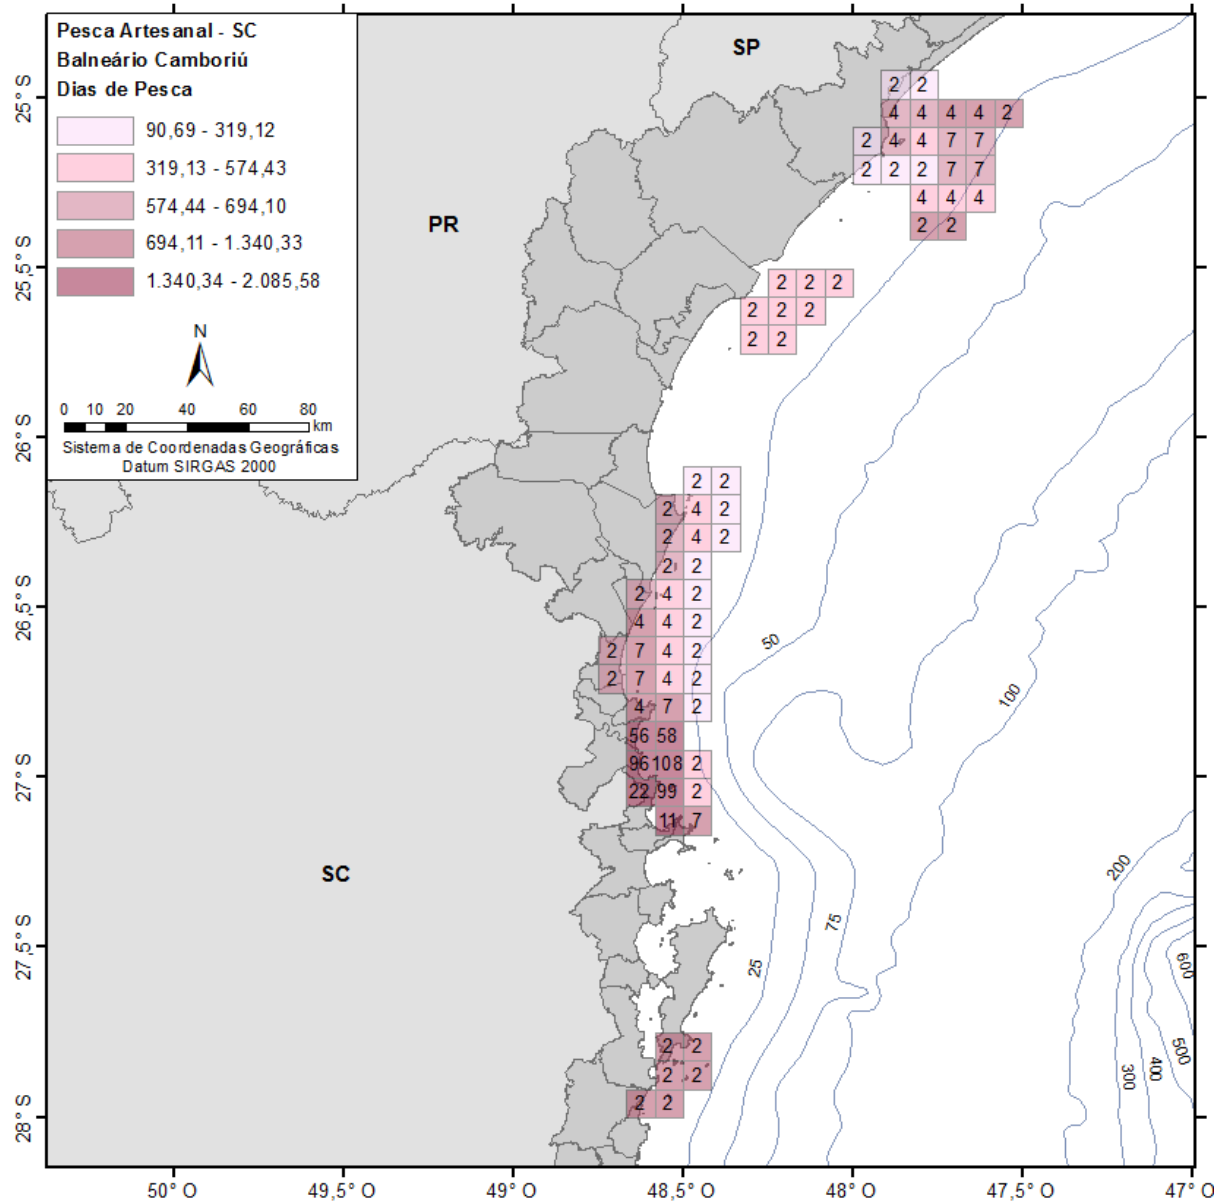 Pesca Artesanal - SC
Balneário Camboriú
Dias de Pesca
90,69 - 319,12
319,13 - 574,43
574,44 - 694,10
694,11 - 1.340,33
1.340,34 - 2.085,58
N
0 10 20 40 60 80
km
Sistema de Coordenadas Geográficas
Datum SIRGAS 2000
SP
PR
SC
2 2
4 4 4 4 2
2 4 4 7 7
2 2 2 7 7
4 4 4
2 2
2 2 2
2 2 2
2 2
2 2
2 4 2
2 4 2
2 2
2 4 2
4 4 2
2 7 4 2
2 7 4 2
4 7 2
56 58
96 108 2
22 99 2
11 7
2 2
2 2
2 2
50
100
200
75
25
600
500
400
300
25° S
25,5° S
26° S
26,5° S
27° S
27,5° S
28° S
50° O
49,5° O
49° O
48,5° O
48° O
47,5° O
47° O